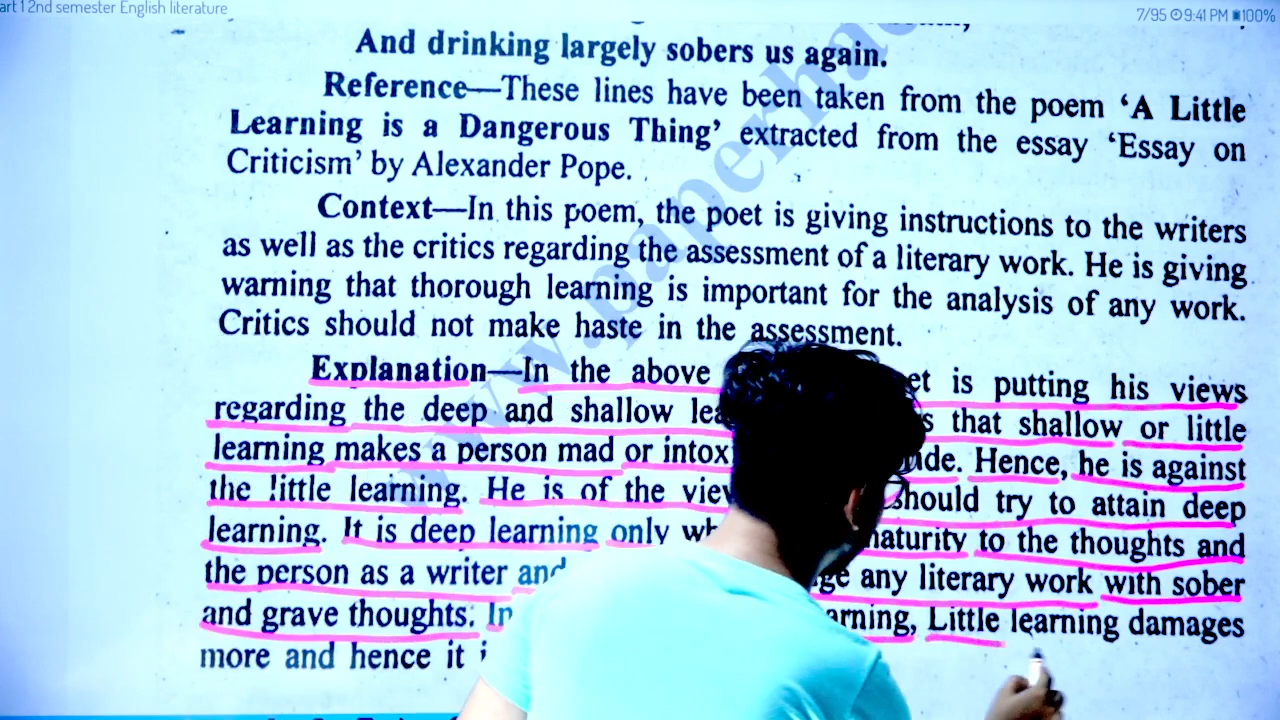 art 1 2nd semester English literature
7/95 9:41 PM 100%
And drinking largely sobers us again.
Reference—These lines have been taken from the poem ‘A Little
Learning is a Dangerous Thing’ extracted from the essay ‘Essay on
Criticism’ by Alexander Pope.
Context—In this poem, the poet is giving instructions to the writers
as well as the critics regarding the assessment of a literary work. He is giving
warning that thorough learning is important for the analysis of any work.
Critics should not make haste in the assessment.
Explanation—In the above et is putting his views
regarding the deep and shallow lea s that shallow or little
learning makes a person mad or intox ide. Hence, he is against
the little learning. He is of the view should try to attain deep
learning. It is deep learning only wh maturity to the thoughts and
the person as a writer and ge any literary work with sober
and grave thoughts. In arning, Little learning damages
more and hence it i